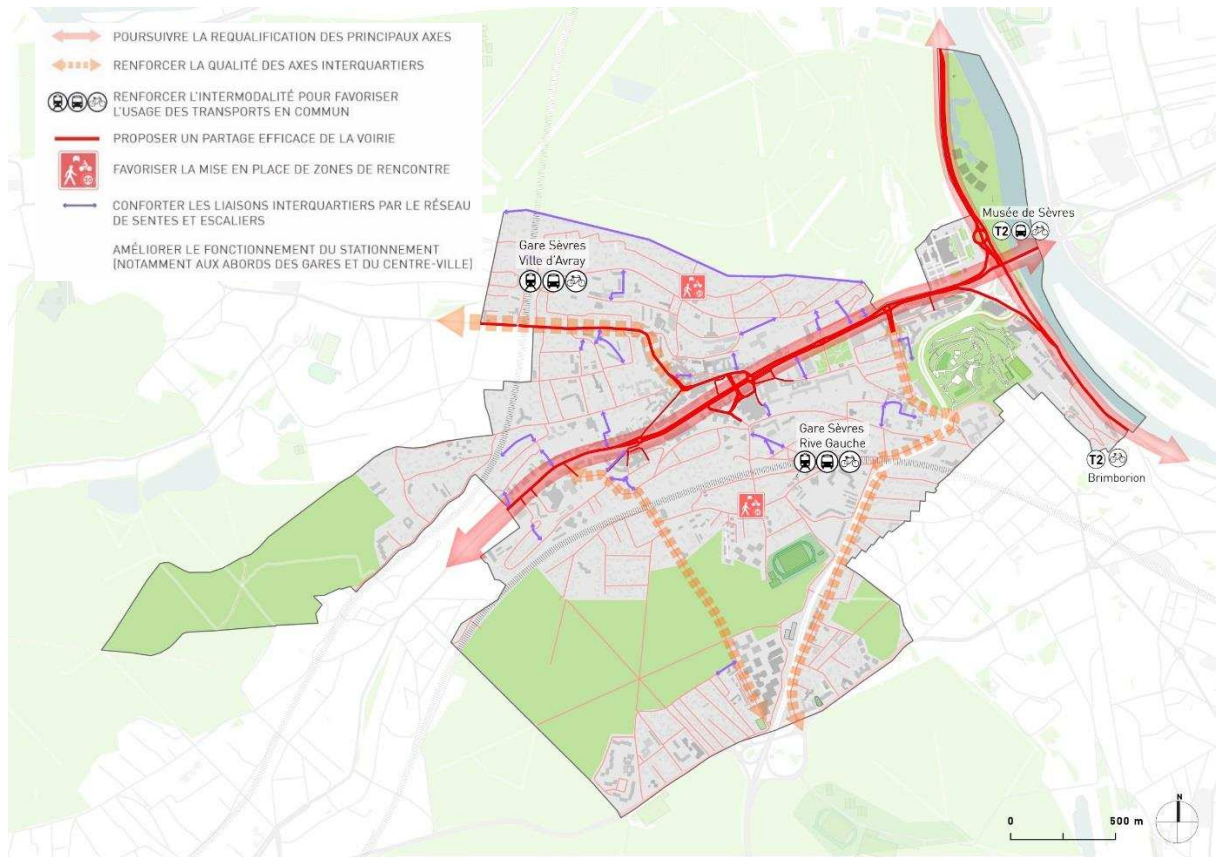 POURSUIVRE LA REQUALIFICATION DES PRINCIPAUX AXES
RENFORCER LA QUALITÉ DES AXES INTERQUARTIERS
RENFORCER L'INTERMODALITÉ POUR FAVORISER
L'USAGE DES TRANSPORTS EN COMMUN
PROPOSER UN PARTAGE EFFICACE DE LA VOIRIE
FAVORISER LA MISE EN PLACE DE ZONES DE RENCONTRE
CONFORTER LES LIAISONS INTERQUARTIERS PAR LE RÉSEAU
DE SENTES ET ESCALIERS
AMÉLIORER LE FONCTIONNEMENT DU STATIONNEMENT
(NOTAMMENT AUX ABORDS DES GARES ET DU CENTRE-VILLE)
Musée de Sèvres
T2
Gare Sèvres
Ville d'Avray
Gare Sèvres
Rive Gauche
T2
Brimborion
N
0 500 m